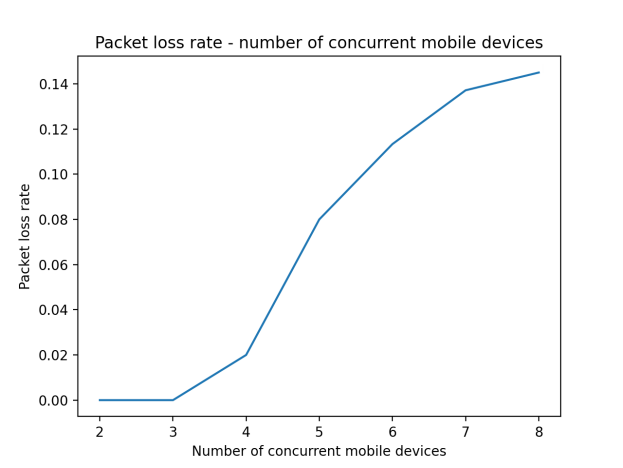 Packet loss rate - number of concurrent mobile devices
0.14
0.12
0.10
0.08
0.06
0.04
0.02
0.00
Packet loss rate
2 3 4 5 6 7 8
Number of concurrent mobile devices